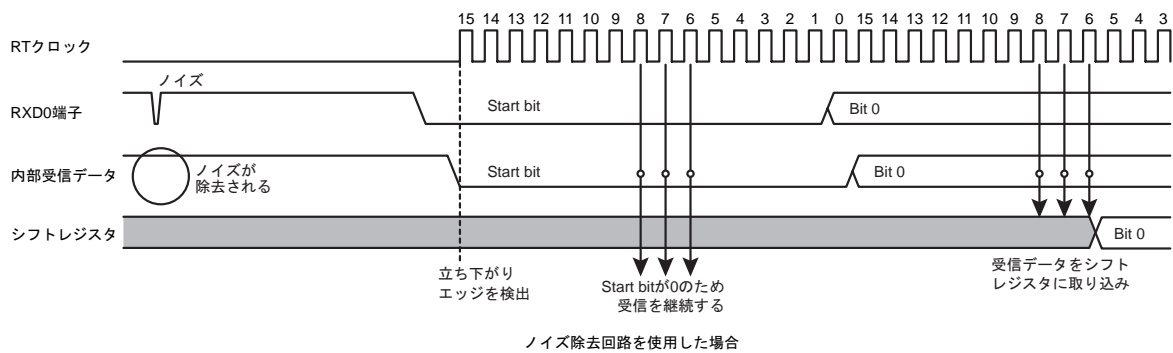 15 14 13 12 11 10 9 8 7 6 5 4 3 2 1 0 15 14 13 12 11 10 9 8 7 6 5 4 3
RTクロック
ノイズ
RXD0端子
Start bit
Bit 0
内部受信データ
ノイズが
除去される
Start bit
Bit 0
シフトレジスタ
Bit 0
立ち下がり
エッジを検出
Start bitが0のため
受信を継続する
受信データをシフト
レジスタに取り込み
ノイズ除去回路を使用した場合